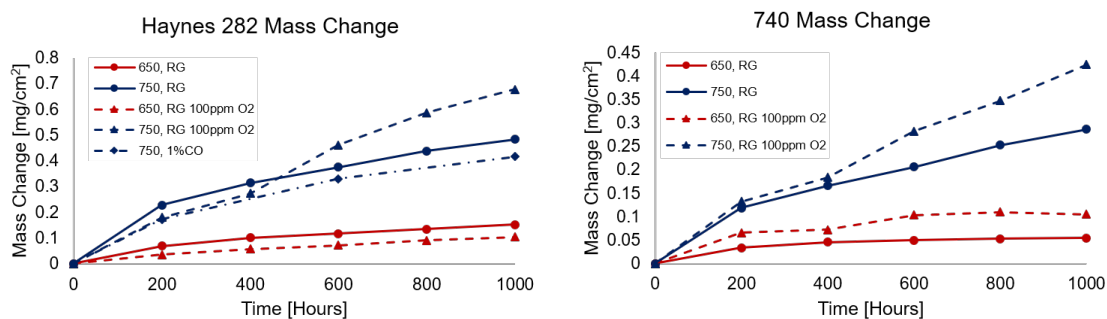 Haynes 282 Mass Change
Mass Change [mg/cm²]
0.8
0.7
0.6
0.5
0.4
0.3
0.2
0.1
0
650, RG
750, RG
650, RG 100ppm O2
750, RG 100ppm O2
750, 1%CO
0 200 400 600 800 1000
Time [Hours]
740 Mass Change
Mass Change [mg/cm²]
0.45
0.4
0.35
0.3
0.25
0.2
0.15
0.1
0.05
0
650, RG
750, RG
650, RG 100ppm O2
750, RG 100ppm O2
0 200 400 600 800 1000
Time [Hours]